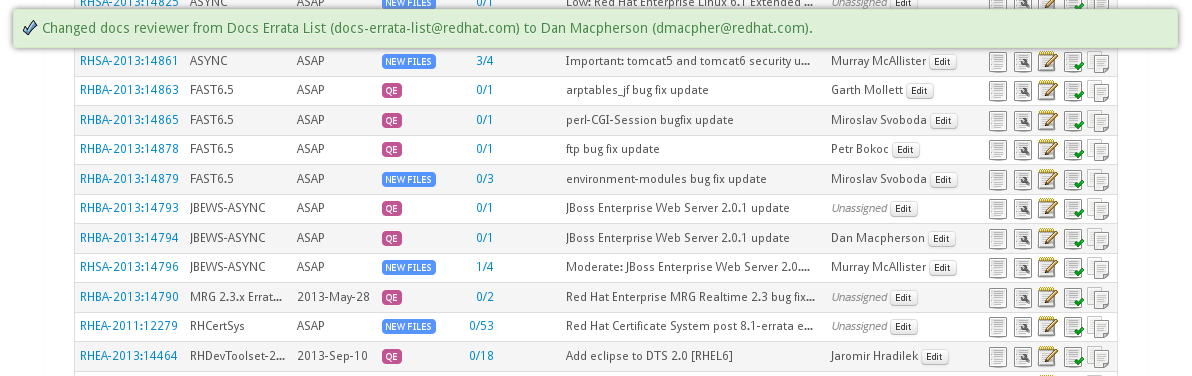 RHSA-2013:14825 ASYNC ASAP 0/1 Low: Red Hat Enterprise Linux 6.1 Extended ... Unassigned Edit
Changed docs reviewer from Docs Errata List (docs-errata-list@redhat.com) to Dan Macpherson (dmacpher@redhat.com).
RHSA-2013:14861 ASYNC ASAP NEW FILES 3/4 Important: tomcat5 and tomcat6 security u... Murray McAllister Edit
RHBA-2013:14863 FAST6.5 ASAP QE 0/1 arptables_jf bug fix update Garth Mollett Edit
RHBA-2013:14865 FAST6.5 ASAP QE 0/1 perl-CGI-Session bugfix update Miroslav Svoboda Edit
RHBA-2013:14878 FAST6.5 ASAP QE 0/1 ftp bug fix update Petr Bokoc Edit
RHBA-2013:14879 FAST6.5 ASAP NEW FILES 0/3 environment-modules bug fix update Miroslav Svoboda Edit
RHBA-2013:14793 JBEWS-ASYNC ASAP QE 0/1 JBoss Enterprise Web Server 2.0.1 update Unassigned Edit
RHBA-2013:14794 JBEWS-ASYNC ASAP QE 0/1 JBoss Enterprise Web Server 2.0.1 update Dan Macpherson Edit
RHSA-2013:14796 JBEWS-ASYNC ASAP NEW FILES 1/4 Moderate: JBoss Enterprise Web Server 2.0.... Murray McAllister Edit
RHBA-2013:14790 MRG 2.3.x Errat... 2013-May-28 QE 0/2 Red Hat Enterprise MRG Realtime 2.3 bug fix... Unassigned Edit
RHEA-2011:12279 RHCertSys ASAP NEW FILES 0/53 Red Hat Certificate System post 8.1-errata e... Unassigned Edit
RHEA-2013:14464 RHDevToolset-2... 2013-Sep-10 QE 0/18 Add eclipse to DTS 2.0 [RHEL6] Jaromir Hradilek Edit